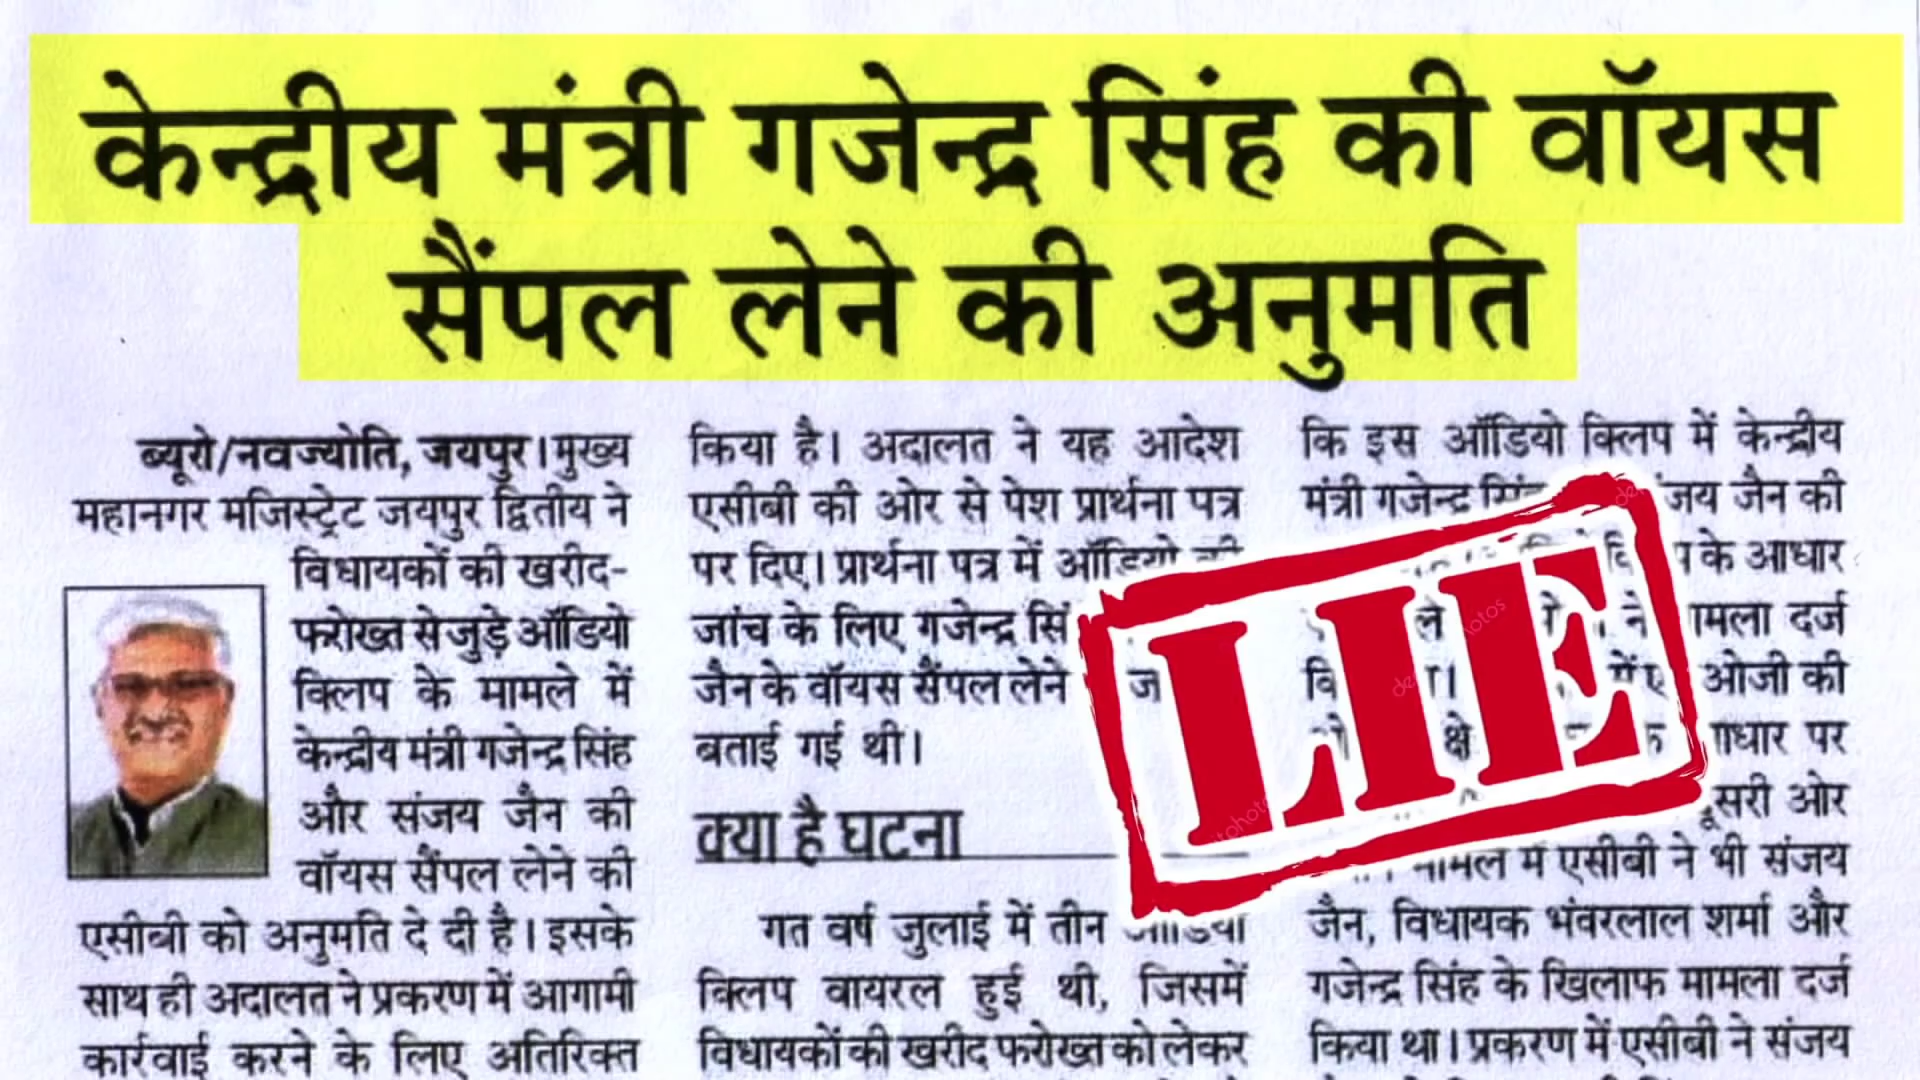 केन्द्रीय मंत्री गजेन्द्र सिंह की वॉयस
सैंपल लेने की अनुमति
ब्यूरो/नवज्योति, जयपुर। मुख्य
महानगर मजिस्ट्रेट जयपुर द्वितीय ने
विधायकों की खरीद-
फरोख्त से जुड़े ऑडियो
क्लिप के मामले में
केन्द्रीय मंत्री गजेन्द्र सिंह
और संजय जैन की
वॉयस सैंपल लेने की
एसीबी को अनुमति दे दी है। इसके
साथ ही अदालत ने प्रकरण में आगामी
कार्रवाई करने के लिए अतिरिक्त
किया है। अदालत ने यह आदेश
एसीबी की ओर से पेश प्रार्थना पत्र
पर दिए। प्रार्थना पत्र में ऑडियो की
जांच के लिए गजेन्द्र सिं
जैन के वॉयस सैंपल लेने
बताई गई थी।
क्या है घटना
गत वर्ष जुलाई में तीन
क्लिप वायरल हुई थी, जिसमें
विधायकों की खरीद फरोख्त को लेकर
कि इस ऑडियो क्लिप में केन्द्रीय
मंत्री गजेन्द्र सिंह जय जैन की
के आधार
ने ामला दर्ज
ओजी की
ाधार पर
सरी ओर
में एसीबी ने भी संजय
जैन, विधायक भंवरलाल शर्मा और
गजेन्द्र सिंह के खिलाफ मामला दर्ज
किया था। प्रकरण में एसीबी ने संजय
LIE